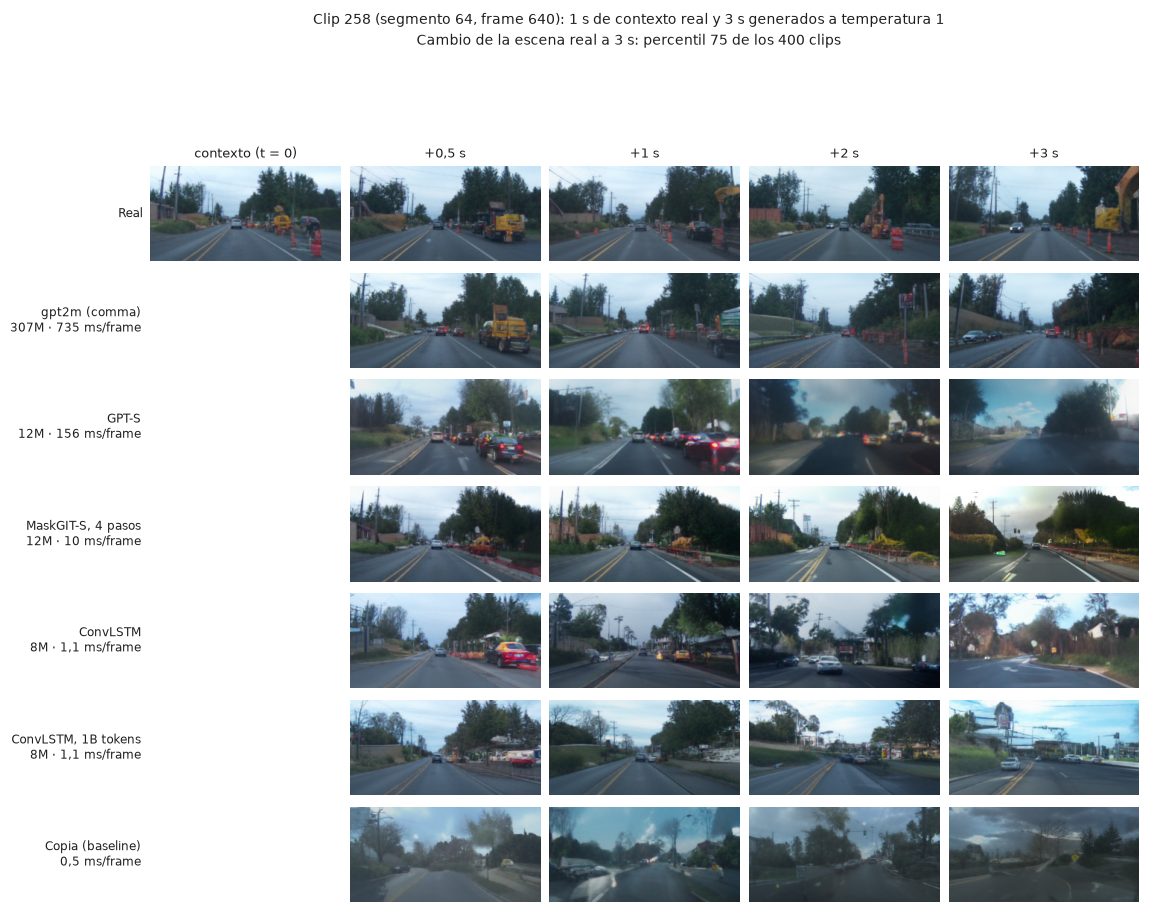 Clip 258 (segmento 64, frame 640): 1 s de contexto real y 3 s generados a temperatura 1
Cambio de la escena real a 3 s: percentil 75 de los 400 clips
contexto (t = 0)
+0,5 s
+1 s
+2 s
+3 s
Real
gpt2m (comma)
307M · 735 ms/frame
GPT-S
12M · 156 ms/frame
MaskGIT-S, 4 pasos
12M · 10 ms/frame
ConvLSTM
8M · 1,1 ms/frame
ConvLSTM, 1B tokens
8M · 1,1 ms/frame
Copia (baseline)
0,5 ms/frame